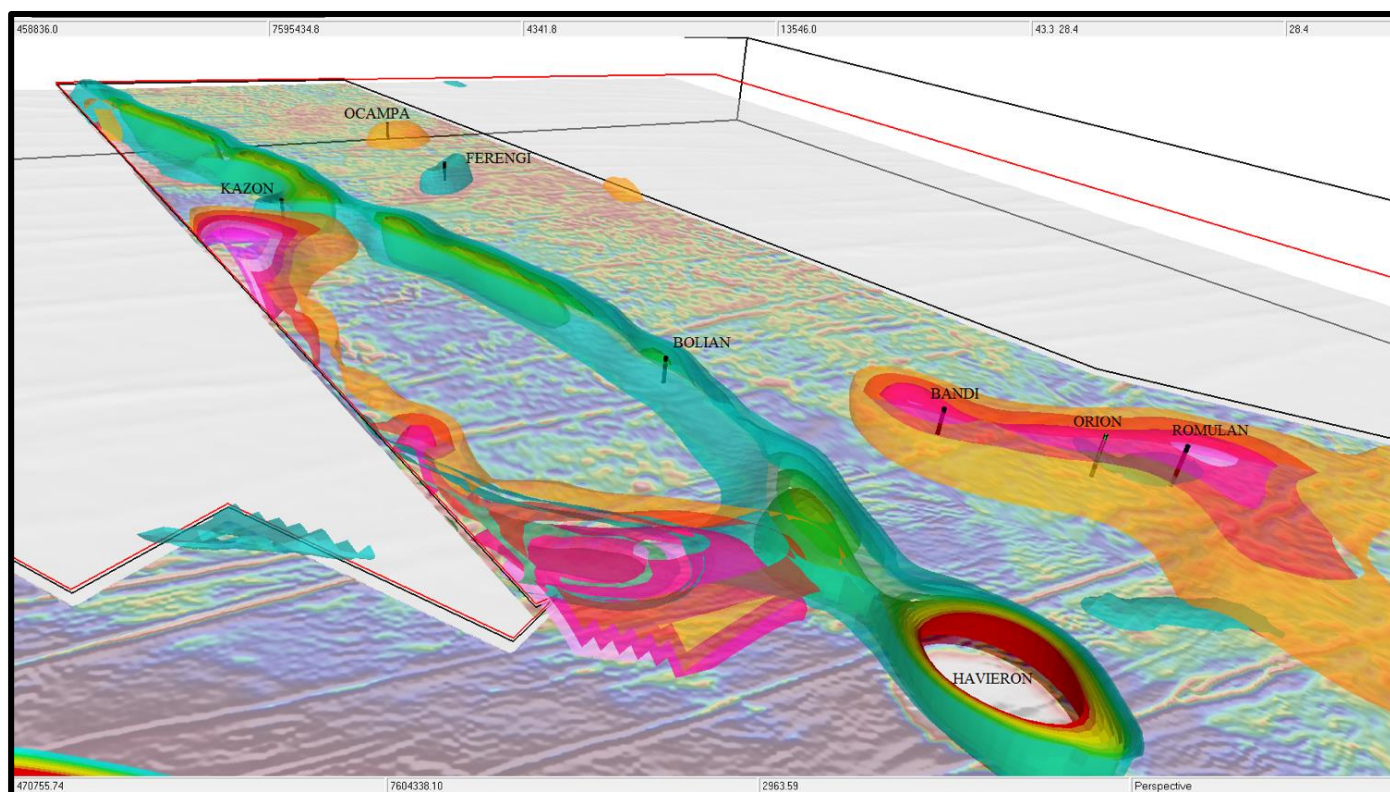 458836.0 7595434.8 4341.8 13546.0 43.3 28.4 28.4
OCAMPA
FERENGI
KAZON
BOLIAN
BANDI
ORION
ROMULAN
HAVIERON
470755.74 7604338.10 2963.59 Perspective